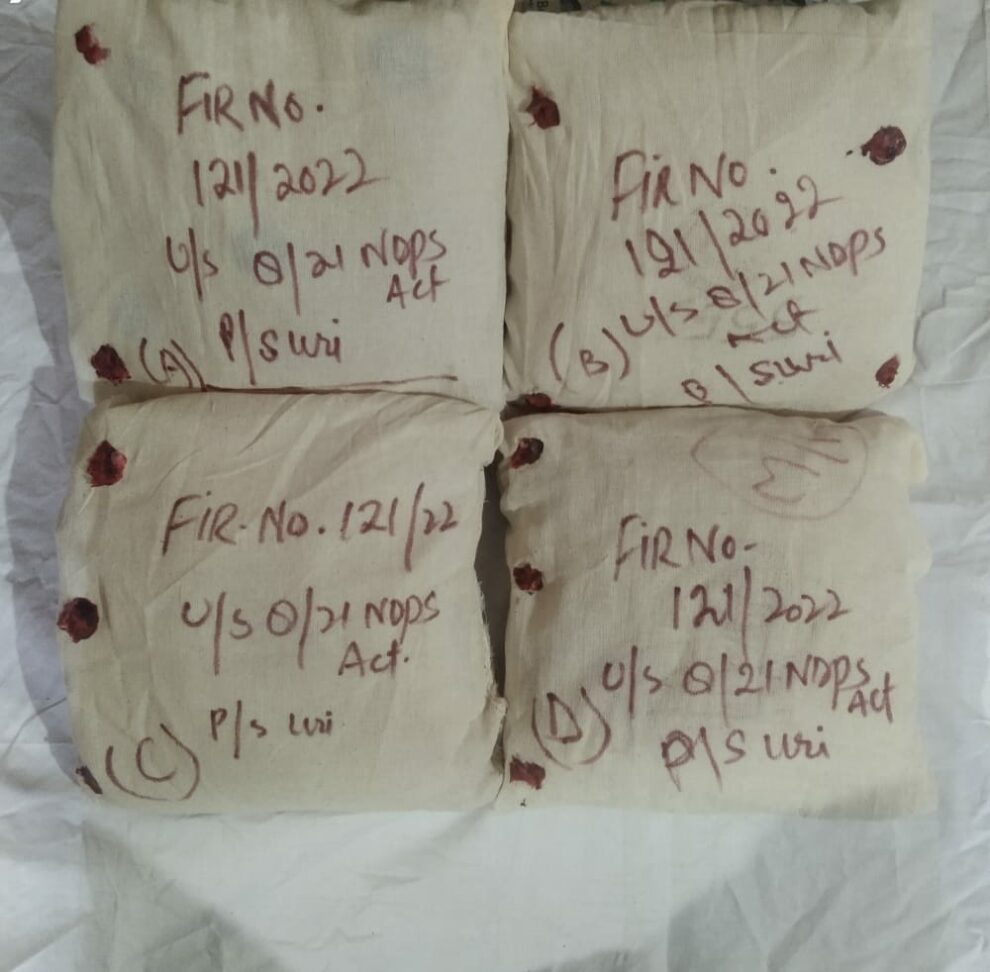 FIR NO.
121/2022
U/s 8/21 NDPS
Act
P/S uri
(A)
FIR NO.
121/2022
U/s 8/21 NDPS
Act.
P/S uri
(B)
FIR. NO. 121/22
U/s 8/21 NDPS
Act.
P/s uri
(C)
FIR NO-
121/2022
U/s 8/21 NDPS
Act
P/S uri
(D)